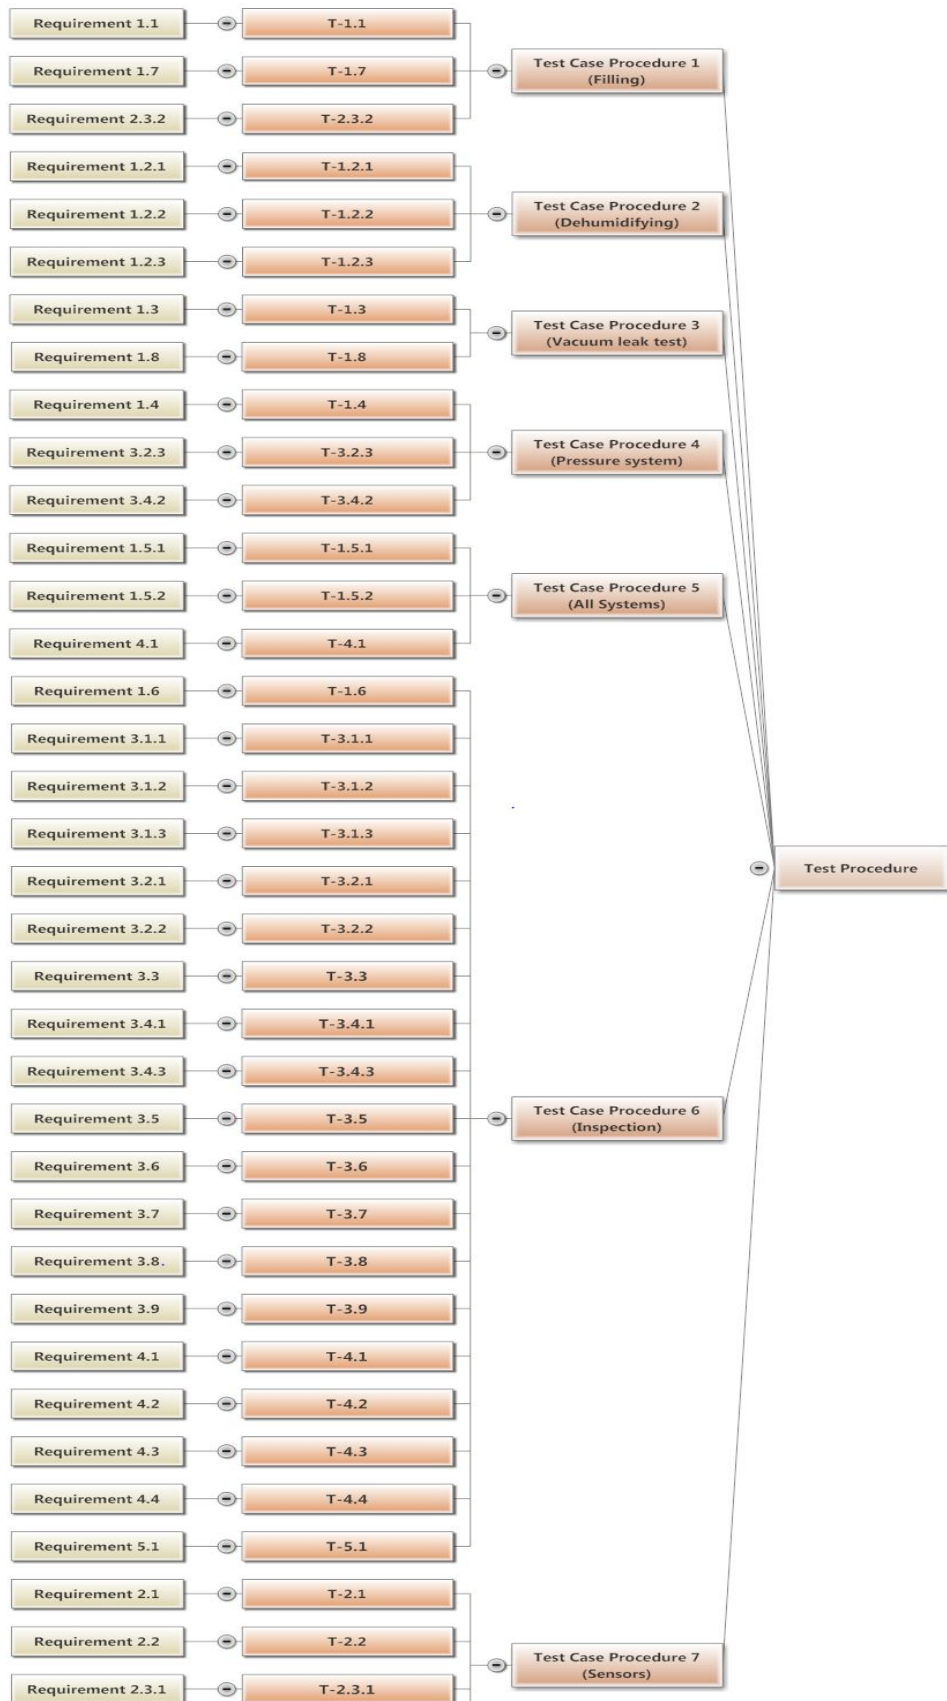 Requirement 1.1 T-1.1
Test Case Procedure 1
(Filling)
Requirement 1.7 T-1.7
Requirement 2.3.2 T-2.3.2
Requirement 1.2.1 T-1.2.1
Test Case Procedure 2
(Dehumidifying)
Requirement 1.2.2 T-1.2.2
Requirement 1.2.3 T-1.2.3
Requirement 1.3 T-1.3
Test Case Procedure 3
(Vacuum leak test)
Requirement 1.8 T-1.8
Requirement 1.4 T-1.4
Test Case Procedure 4
(Pressure system)
Requirement 3.2.3 T-3.2.3
Requirement 3.4.2 T-3.4.2
Requirement 1.5.1 T-1.5.1
Test Case Procedure 5
(All Systems)
Requirement 1.5.2 T-1.5.2
Requirement 4.1 T-4.1
Requirement 1.6 T-1.6
Requirement 3.1.1 T-3.1.1
Requirement 3.1.2 T-3.1.2
Requirement 3.1.3 T-3.1.3
Test Procedure
Requirement 3.2.1 T-3.2.1
Requirement 3.2.2 T-3.2.2
Requirement 3.3 T-3.3
Requirement 3.4.1 T-3.4.1
Requirement 3.4.3 T-3.4.3
Test Case Procedure 6
(Inspection)
Requirement 3.5 T-3.5
Requirement 3.6 T-3.6
Requirement 3.7 T-3.7
Requirement 3.8. T-3.8
Requirement 3.9 T-3.9
Requirement 4.1 T-4.1
Requirement 4.2 T-4.2
Requirement 4.3 T-4.3
Requirement 4.4 T-4.4
Requirement 5.1 T-5.1
Requirement 2.1 T-2.1
Requirement 2.2 T-2.2
Test Case Procedure 7
(Sensors)
Requirement 2.3.1 T-2.3.1